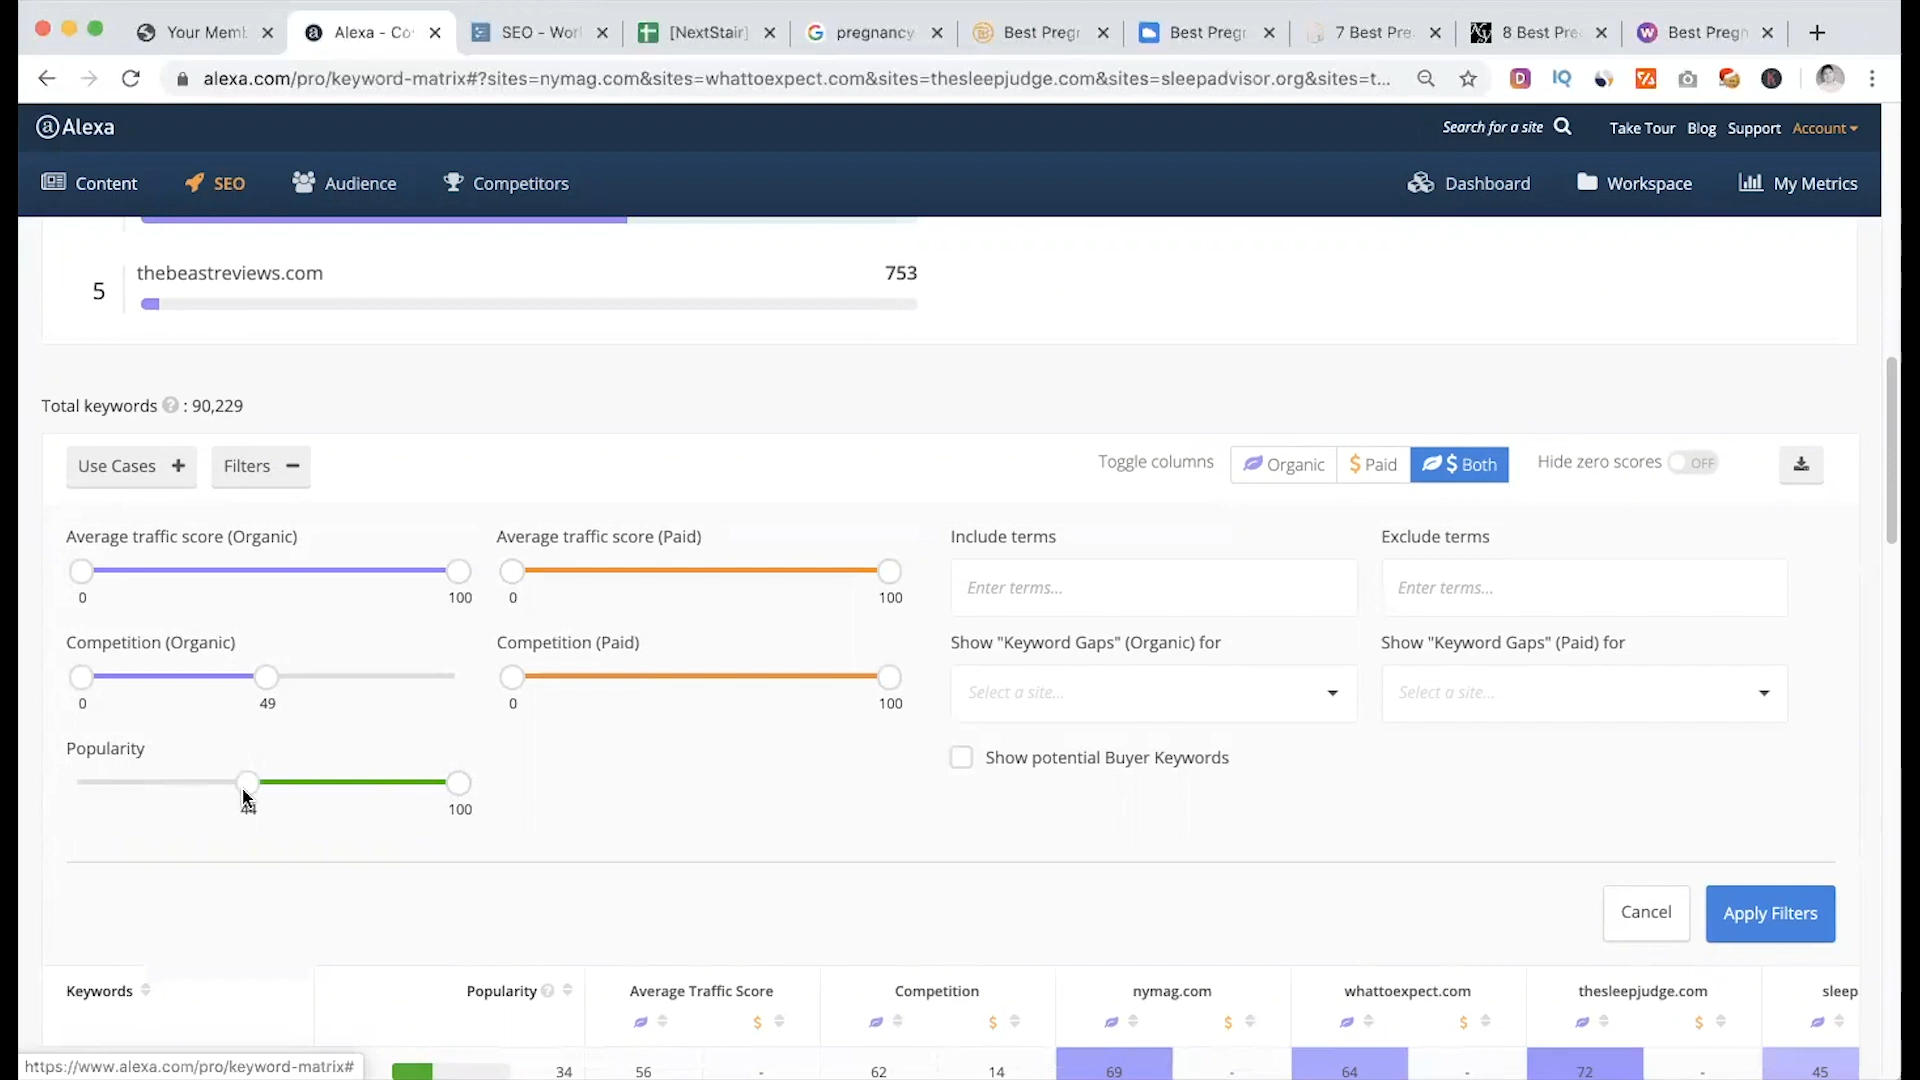 Your Memb
Alexa - Co
SEO - Worl
[NextStair]
pregnancy
Best Pregn
Best Pregn
7 Best Pre
8 Best Pre
Best Pregn
alexa.com/pro/keyword-matrix#?sites=nymag.com&sites=whattoexpect.com&sites=thesleepjudge.com&sites=sleepadvisor.org&sites=t...
Alexa
Search for a site
Take Tour
Blog
Support
Account
Content
SEO
Audience
Competitors
Dashboard
Workspace
My Metrics
5
thebeastreviews.com
753
Total keywords ? : 90,229
Use Cases +
Filters −
Toggle columns
Organic
$ Paid
$ Both
Hide zero scores
OFF
Average traffic score (Organic)
0
100
Average traffic score (Paid)
0
100
Include terms
Enter terms...
Exclude terms
Enter terms...
Competition (Organic)
0
49
Competition (Paid)
0
100
Show "Keyword Gaps" (Organic) for
Select a site...
Show "Keyword Gaps" (Paid) for
Select a site...
Popularity
44
100
Show potential Buyer Keywords
Cancel
Apply Filters
Keywords
Popularity ?
Average Traffic Score
$
Competition
$
nymag.com
$
whattoexpect.com
$
thesleepjudge.com
$
sleep
34
56
-
62
14
69
-
64
-
72
-
45
https://www.alexa.com/pro/keyword-matrix#